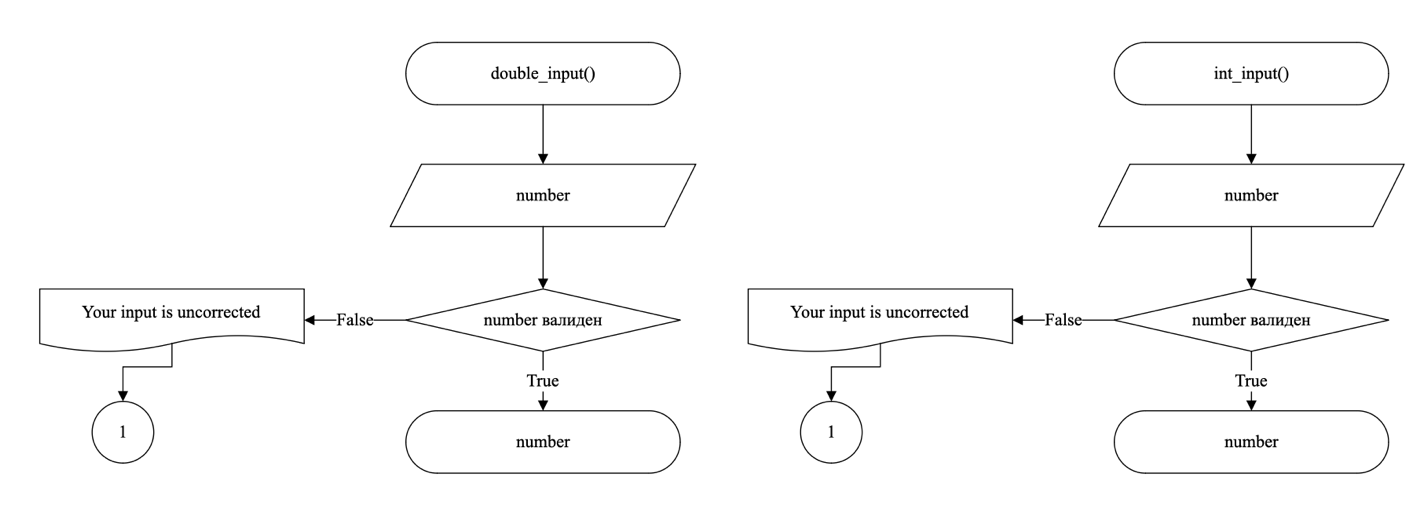 double_input()
number
number валиден
False
Your input is uncorrected
1
True
number
int_input()
number
number валиден
False
Your input is uncorrected
1
True
number